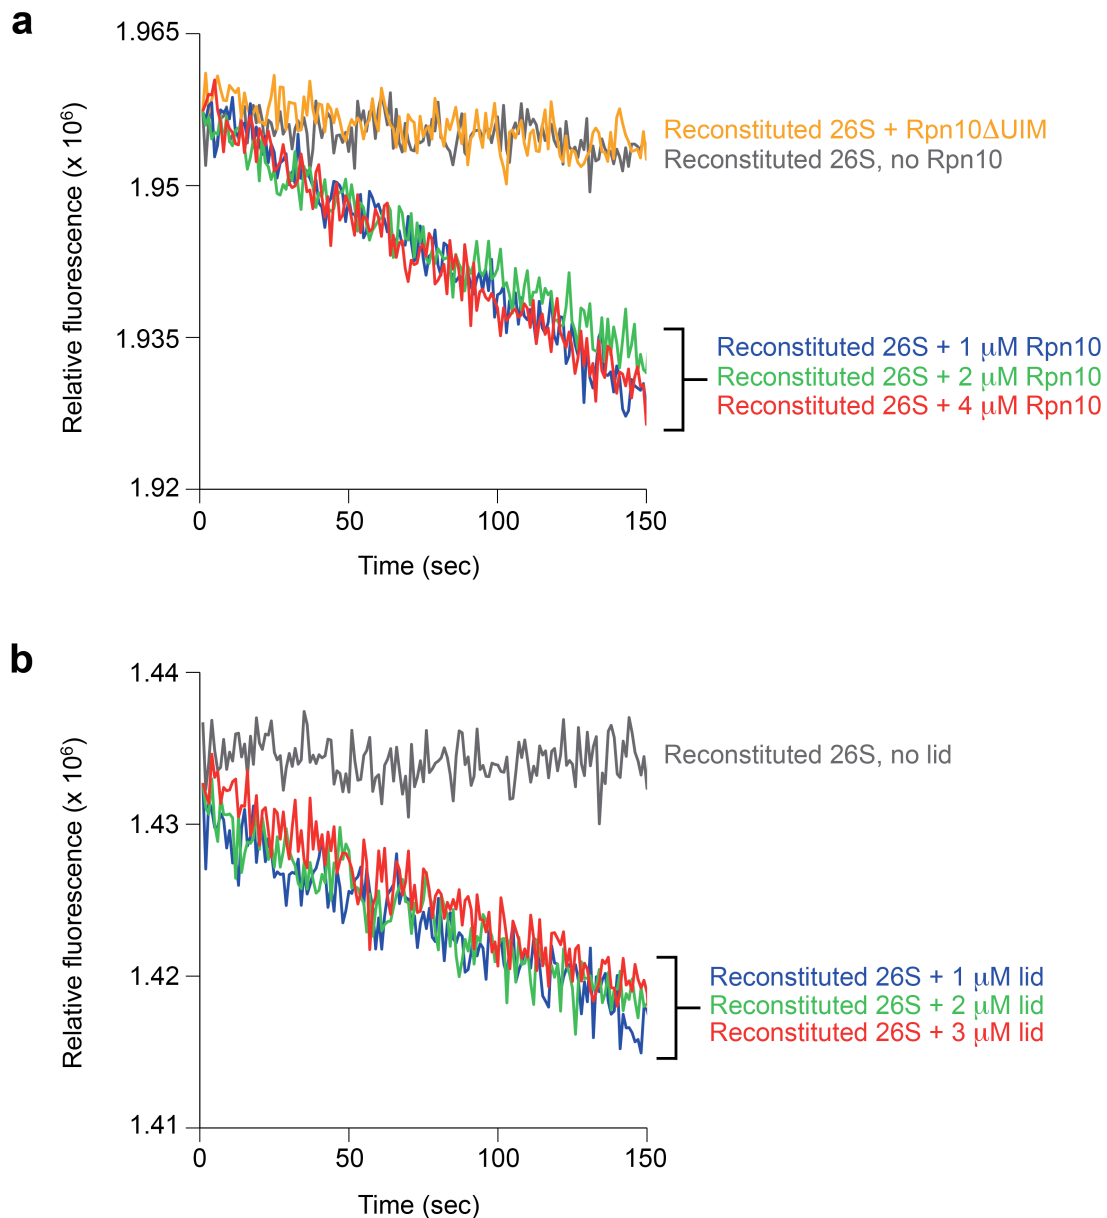 a
1.965
1.95
1.935
1.92
Relative fluorescence (x 10⁶)
0
50
100
150
Time (sec)
Reconstituted 26S + Rpn10ΔUIM
Reconstituted 26S, no Rpn10
Reconstituted 26S + 1 μM Rpn10
Reconstituted 26S + 2 μM Rpn10
Reconstituted 26S + 4 μM Rpn10
b
1.44
1.43
1.42
1.41
Relative fluorescence (x 10⁶)
0
50
100
150
Time (sec)
Reconstituted 26S, no lid
Reconstituted 26S + 1 μM lid
Reconstituted 26S + 2 μM lid
Reconstituted 26S + 3 μM lid